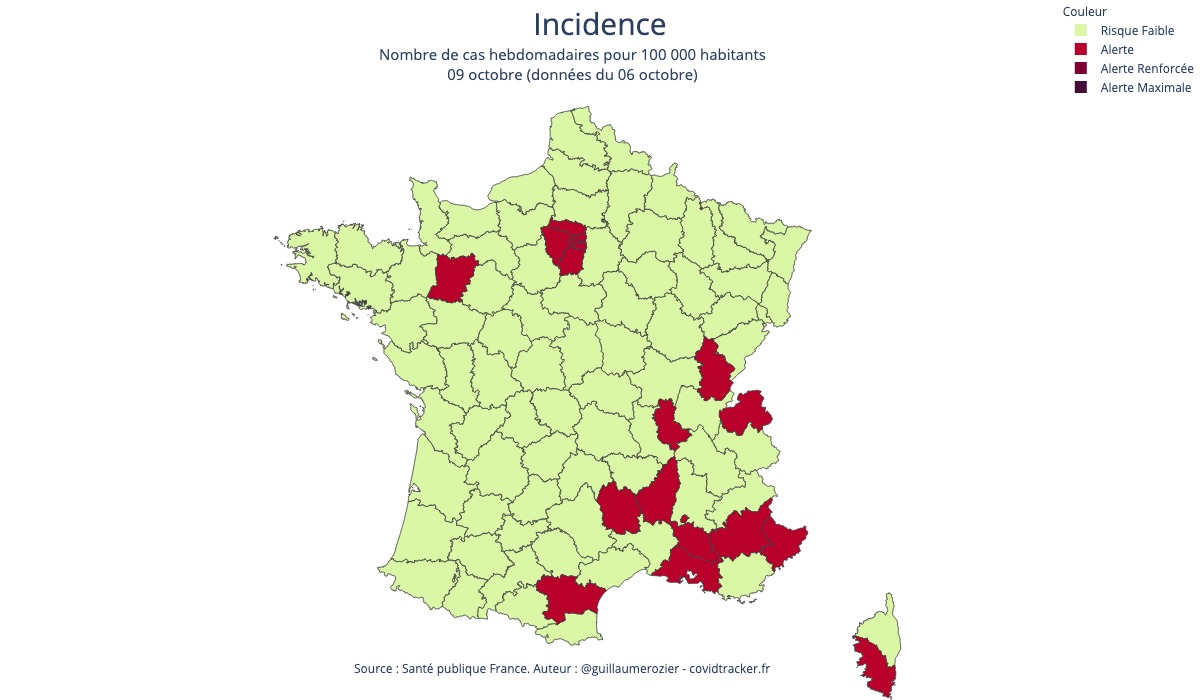 Incidence
Nombre de cas hebdomadaires pour 100 000 habitants
09 octobre (données du 06 octobre)
Couleur
Risque Faible
Alerte
Alerte Renforcée
Alerte Maximale
Source : Santé publique France. Auteur : @guillaumerozier - covidtracker.fr